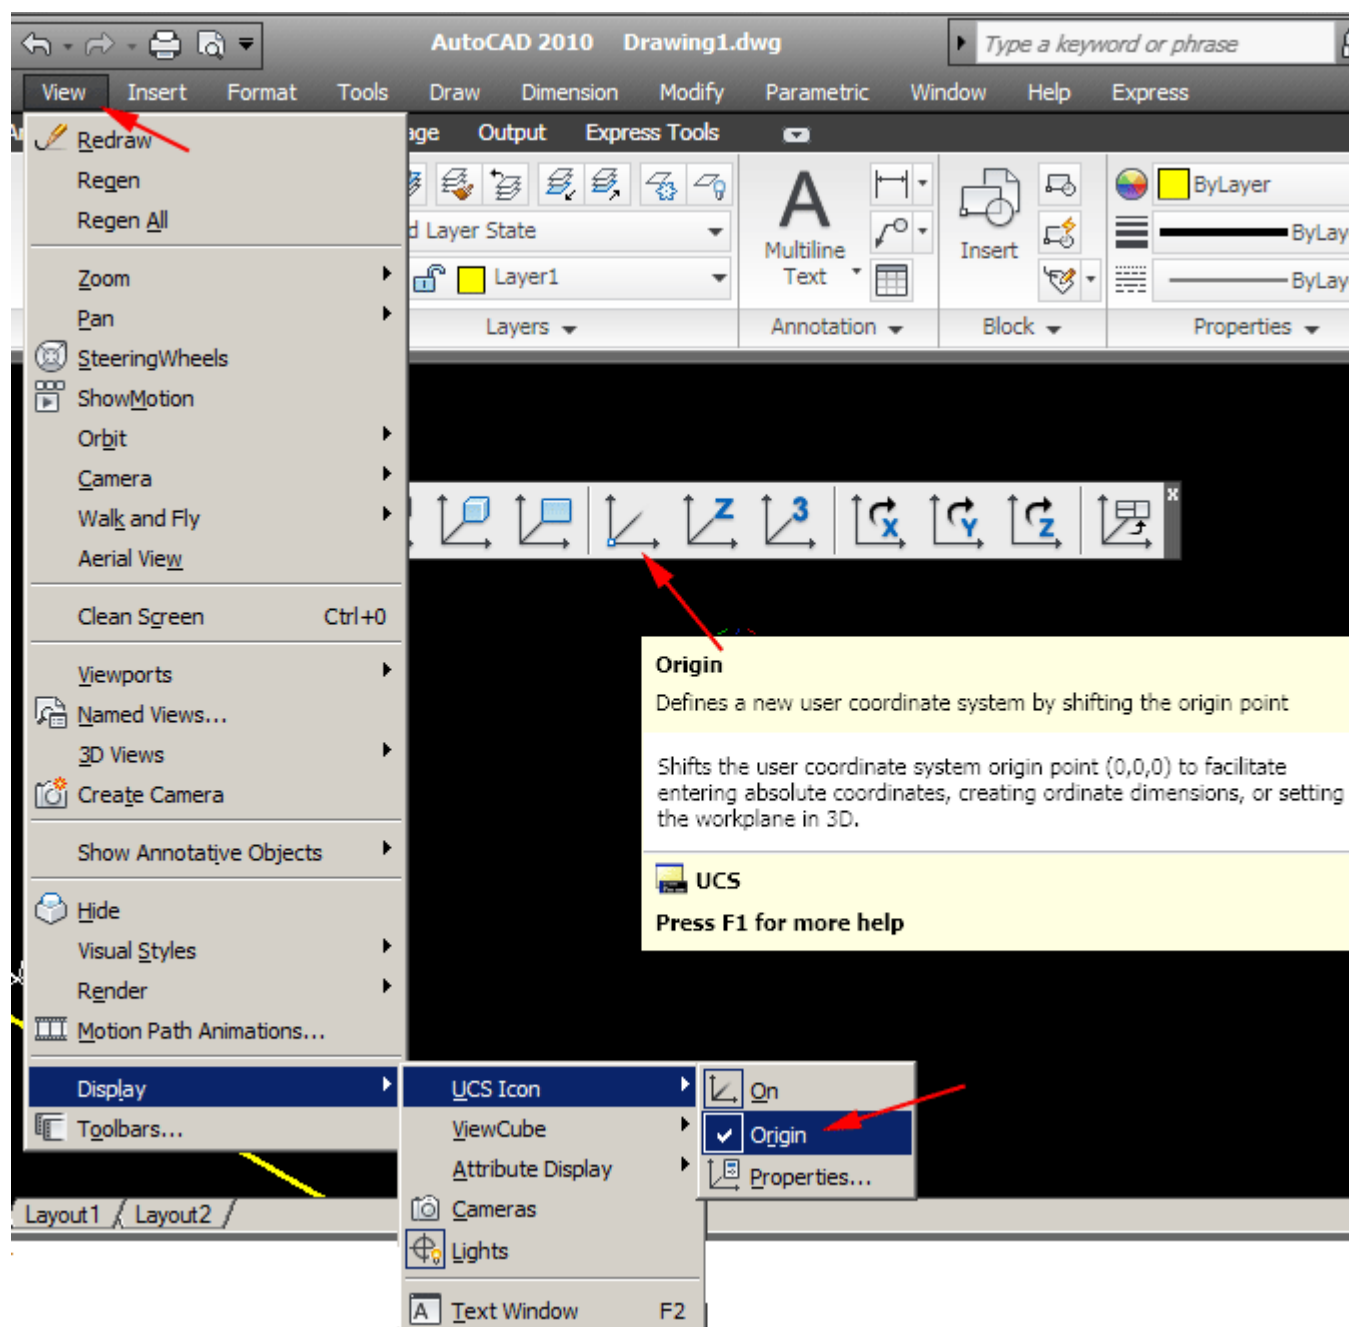 AutoCAD 2010 Drawing1.dwg
Type a keyword or phrase
View Insert Format Tools Draw Dimension Modify Parametric Window Help Express
Output Express Tools
Redraw
Regen
Regen All
Zoom
Pan
SteeringWheels
ShowMotion
Orbit
Camera
Walk and Fly
Aerial View
Clean Screen Ctrl+0
Viewports
Named Views...
3D Views
Create Camera
Show Annotative Objects
Hide
Visual Styles
Render
Motion Path Animations...
Display
Toolbars...
Layer State
Layer1
Layers
A
Multiline
Text
Annotation
Insert
Block
ByLayer
ByLay
ByLay
Properties
Z 3 X Y Z
x
Origin
Defines a new user coordinate system by shifting the origin point
Shifts the user coordinate system origin point (0,0,0) to facilitate
entering absolute coordinates, creating ordinate dimensions, or setting
the workplane in 3D.
UCS
Press F1 for more help
UCS Icon
ViewCube
Attribute Display
Cameras
Lights
Text Window F2
On
Origin
Properties...
Layout1 Layout2